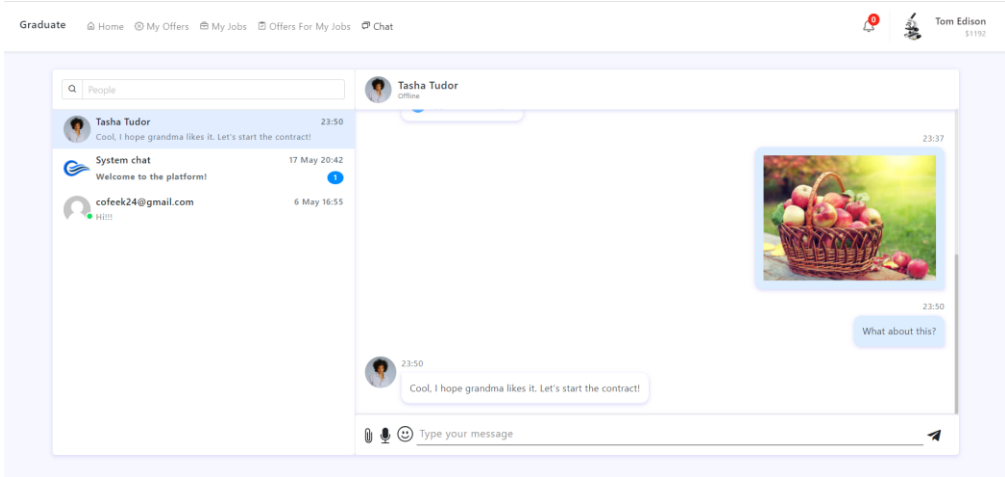 Graduate Home My Offers My Jobs Offers For My Jobs Chat 0 Tom Edison
$1192
People
Tasha Tudor 23:50
Cool, I hope grandma likes it. Let's start the contract!
System chat 17 May 20:42
Welcome to the platform! 1
cofeek24@gmail.com 6 May 16:55
Hi!!!
Tasha Tudor
Offline
23:37
23:50
What about this?
23:50
Cool, I hope grandma likes it. Let's start the contract!
Type your message